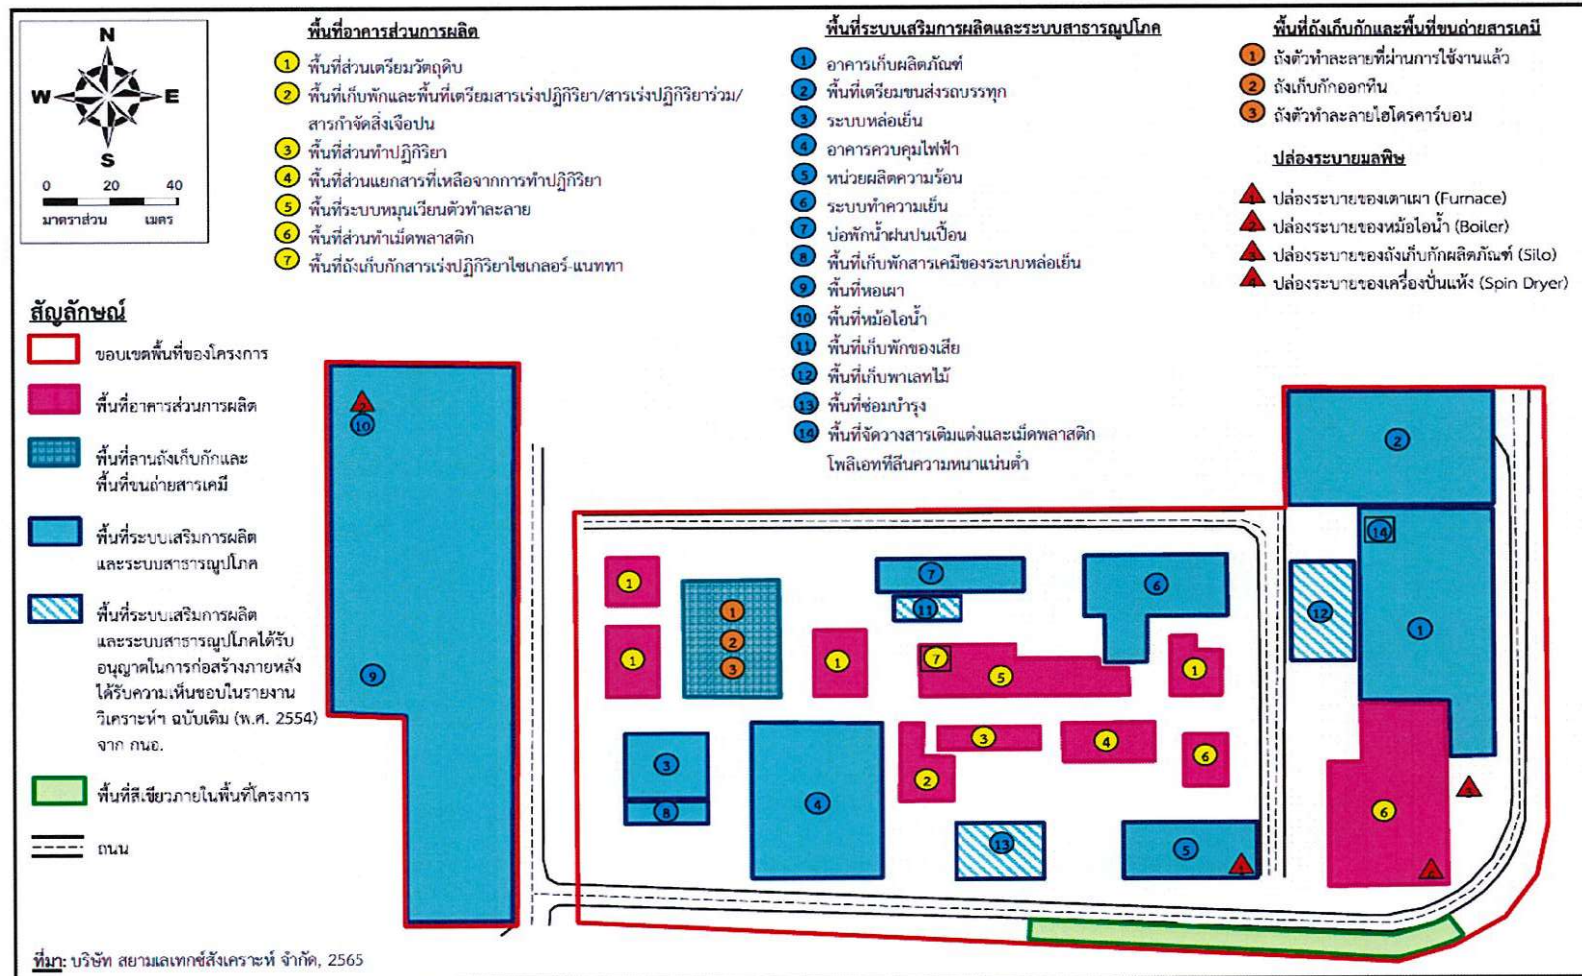 N
W
E
S
0 20 40
มาตราส่วน เมตร
พื้นที่อาคารส่วนการผลิต
1 พื้นที่ส่วนเตรียมวัตถุดิบ
2 พื้นที่เก็บพักและพื้นที่เตรียมสารเร่งปฏิกิริยา/สารเร่งปฏิกิริยาร่วม/
สารกำจัดสิ่งเจือปน
3 พื้นที่ส่วนทำปฏิกิริยา
4 พื้นที่ส่วนแยกสารที่เหลือจากการทำปฏิกิริยา
5 พื้นที่ระบบหมุนเวียนตัวทำละลาย
6 พื้นที่ส่วนทำเม็ดพลาสติก
7 พื้นที่ถังเก็บกักสารเร่งปฏิกิริยาไซเกลอร์-แนททา
พื้นที่ระบบเสริมการผลิตและระบบสาธารณูปโภค
1 อาคารเก็บผลิตภัณฑ์
2 พื้นที่เตรียมขนส่งรถบรรทุก
3 ระบบหล่อเย็น
4 อาคารควบคุมไฟฟ้า
5 หน่วยผลิตความร้อน
6 ระบบทำความเย็น
7 บ่อพักน้ำฝนปนเปื้อน
8 พื้นที่เก็บพักสารเคมีของระบบหล่อเย็น
9 พื้นที่หอเผา
10 พื้นที่หม้อไอน้ำ
11 พื้นที่เก็บพักของเสีย
12 พื้นที่เก็บพาเลทไม้
13 พื้นที่ซ่อมบำรุง
14 พื้นที่จัดวางสารเติมแต่งและเม็ดพลาสติก
โพลิเอททีลีนความหนาแน่นต่ำ
พื้นที่ถังเก็บกักและพื้นที่ขนถ่ายสารเคมี
1 ถังตัวทำละลายที่ผ่านการใช้งานแล้ว
2 ถังเก็บกักออกทีน
3 ถังตัวทำละลายไฮโดรคาร์บอน
ปล่องระบายมลพิษ
1 ปล่องระบายของเตาเผา (Furnace)
2 ปล่องระบายของหม้อไอน้ำ (Boiler)
3 ปล่องระบายของถังเก็บกักผลิตภัณฑ์ (Silo)
4 ปล่องระบายของเครื่องปั่นแห้ง (Spin Dryer)
สัญลักษณ์
ขอบเขตพื้นที่ของโครงการ
พื้นที่อาคารส่วนการผลิต
พื้นที่ลานถังเก็บกักและ
พื้นที่ขนถ่ายสารเคมี
พื้นที่ระบบเสริมการผลิต
และระบบสาธารณูปโภค
พื้นที่ระบบเสริมการผลิต
และระบบสาธารณูปโภคได้รับ
อนุญาตในการก่อสร้างภายหลัง
ได้รับความเห็นชอบในรายงาน
วิเคราะห์ฯ ฉบับเดิม (พ.ศ. 2554)
จาก กนอ.
พื้นที่สีเขียวภายในพื้นที่โครงการ
ถนน
2
10
9
2
14
1 7 6
11 1 12
1 2 3 1 7 5 1 1
3 3 4 6
2
8 4 3 6
13 5
1 4
ที่มา: บริษัท สยามเลเทกซ์สังเคราะห์ จำกัด, 2565